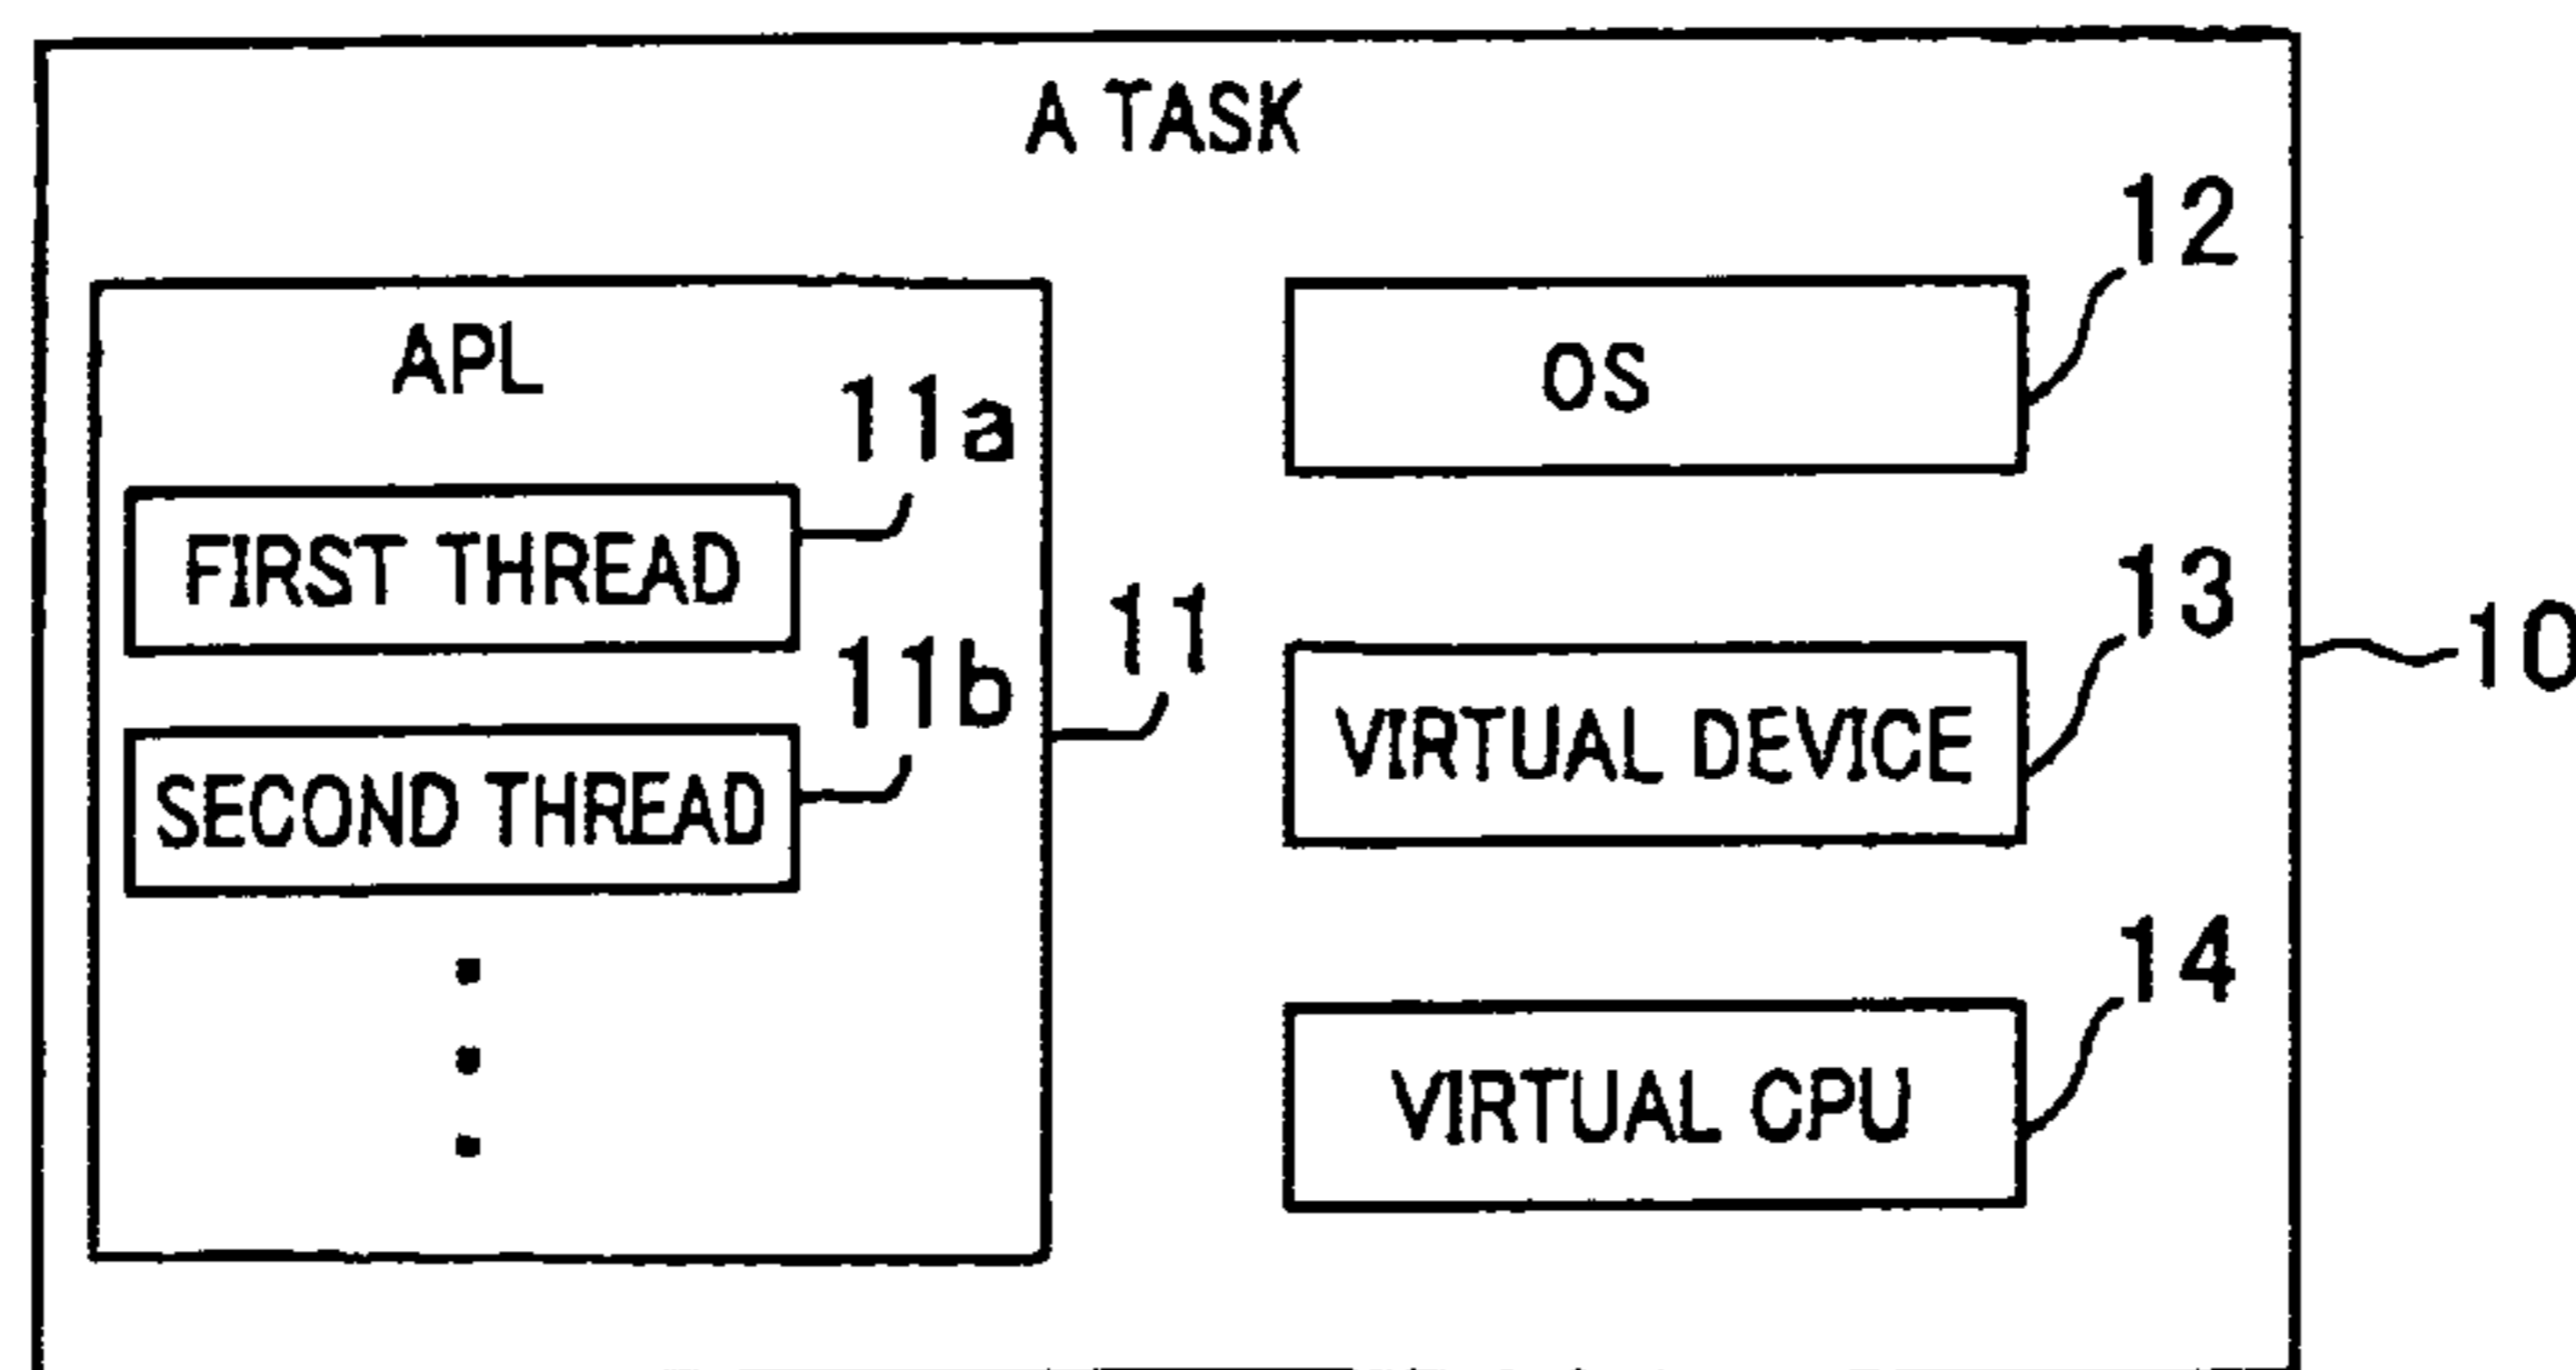 A TASK
12
APL
OS
11a
FIRST THREAD
13
11
10
11b
VIRTUAL DEVICE
SECOND THREAD
14
VIRTUAL CPU